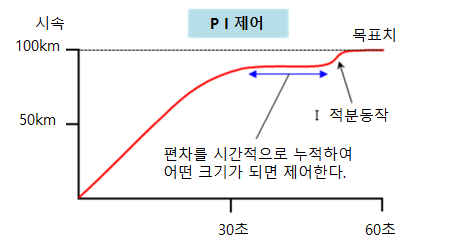 P I 제어
시속
100km
목표치
50km
I 적분동작
편차를 시간적으로 누적하여
어떤 크기가 되면 제어한다.
30초
60초